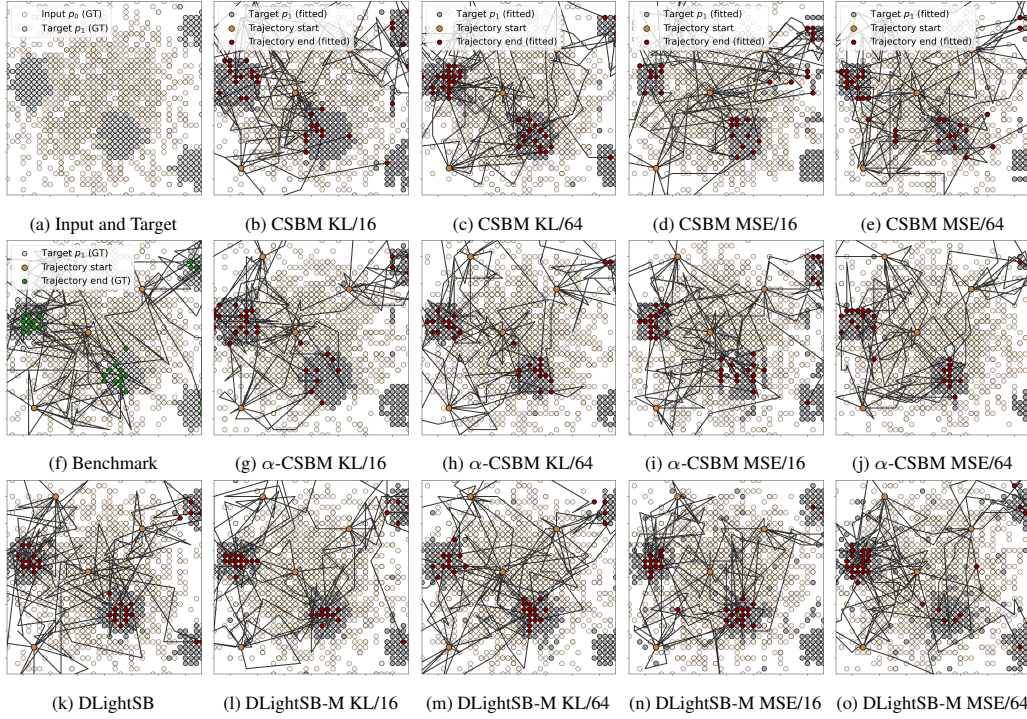 Input p₀ (GT)
Target p₁ (GT)
Target p₁ (fitted)
Trajectory start
Trajectory end (fitted)
Target p₁ (fitted)
Trajectory start
Trajectory end (fitted)
Target p₁ (fitted)
Trajectory start
Trajectory end (fitted)
Target p₁ (fitted)
Trajectory start
Trajectory end (fitted)
(a) Input and Target
(b) CSBM KL/16
(c) CSBM KL/64
(d) CSBM MSE/16
(e) CSBM MSE/64
Target p₁ (GT)
Trajectory start
Trajectory end (GT)
(f) Benchmark
(g) α-CSBM KL/16
(h) α-CSBM KL/64
(i) α-CSBM MSE/16
(j) α-CSBM MSE/64
(k) DLightSB
(l) DLightSB-M KL/16
(m) DLightSB-M KL/64
(n) DLightSB-M MSE/16
(o) DLightSB-M MSE/64